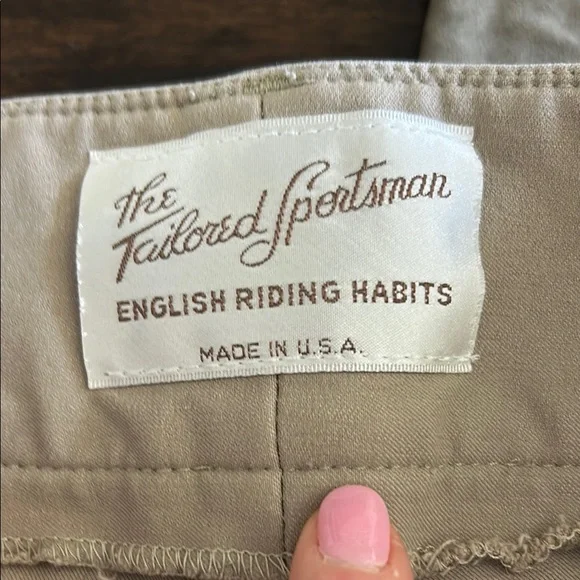 The
Tailored Sportsman
ENGLISH RIDING HABITS
MADE IN U.S.A.